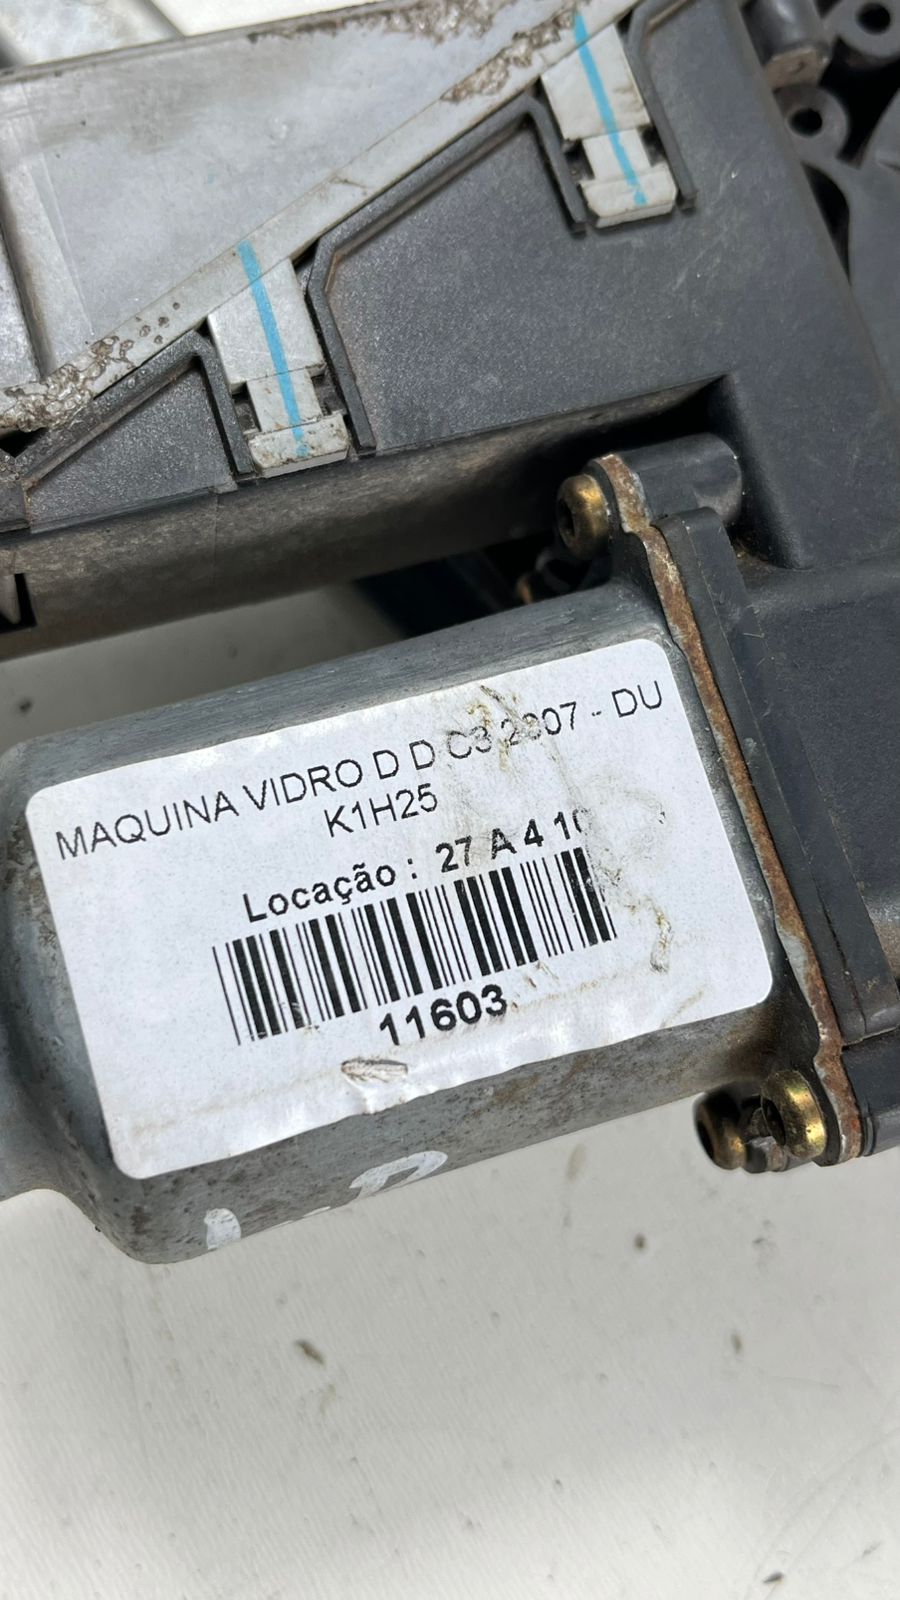 MAQUINA VIDRO D D C3 2007 - DU
K1H25
Locação : 27 A 4 10
11603